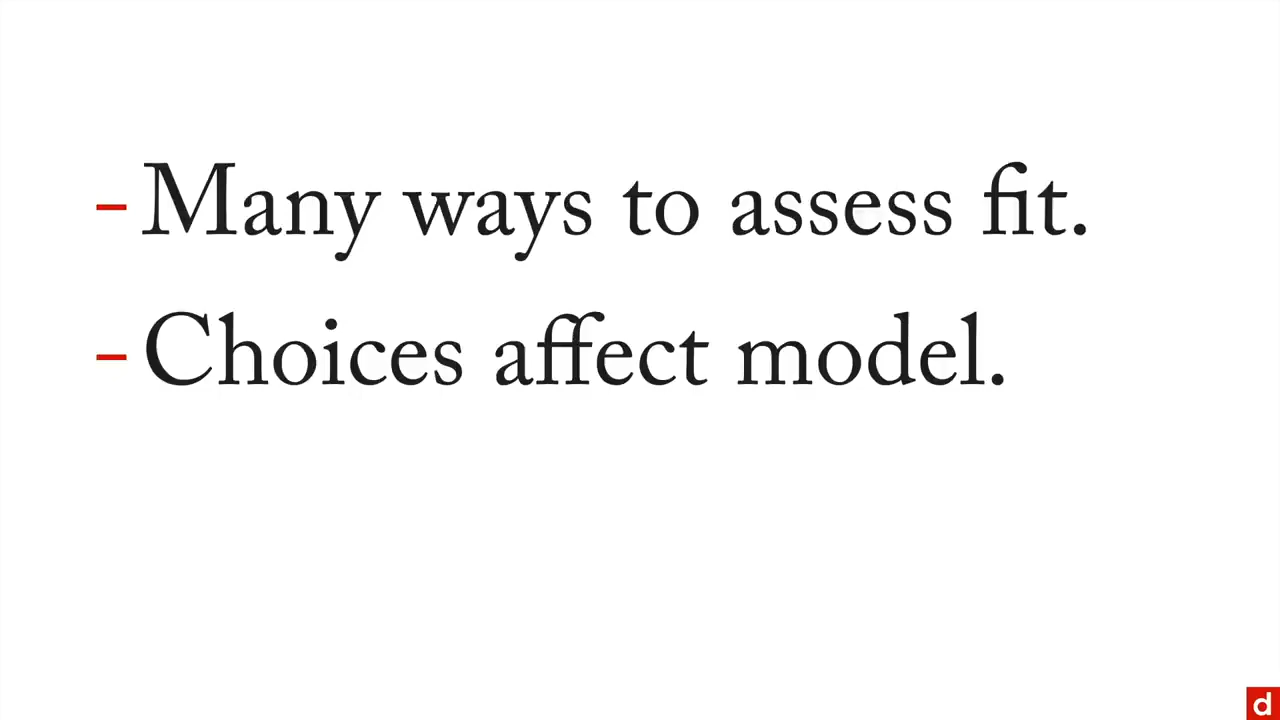 - Many ways to assess fit.
- Choices affect model.
d